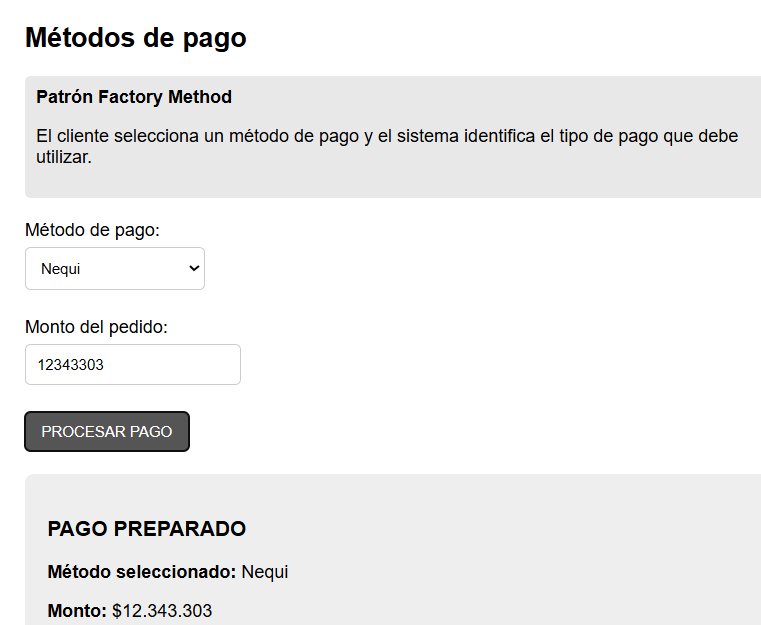 Métodos de pago
Patrón Factory Method
El cliente selecciona un método de pago y el sistema identifica el tipo de pago que debe
utilizar.
Método de pago:
Nequi
Monto del pedido:
12343303
PROCESAR PAGO
PAGO PREPARADO
Método seleccionado: Nequi
Monto: $12.343.303